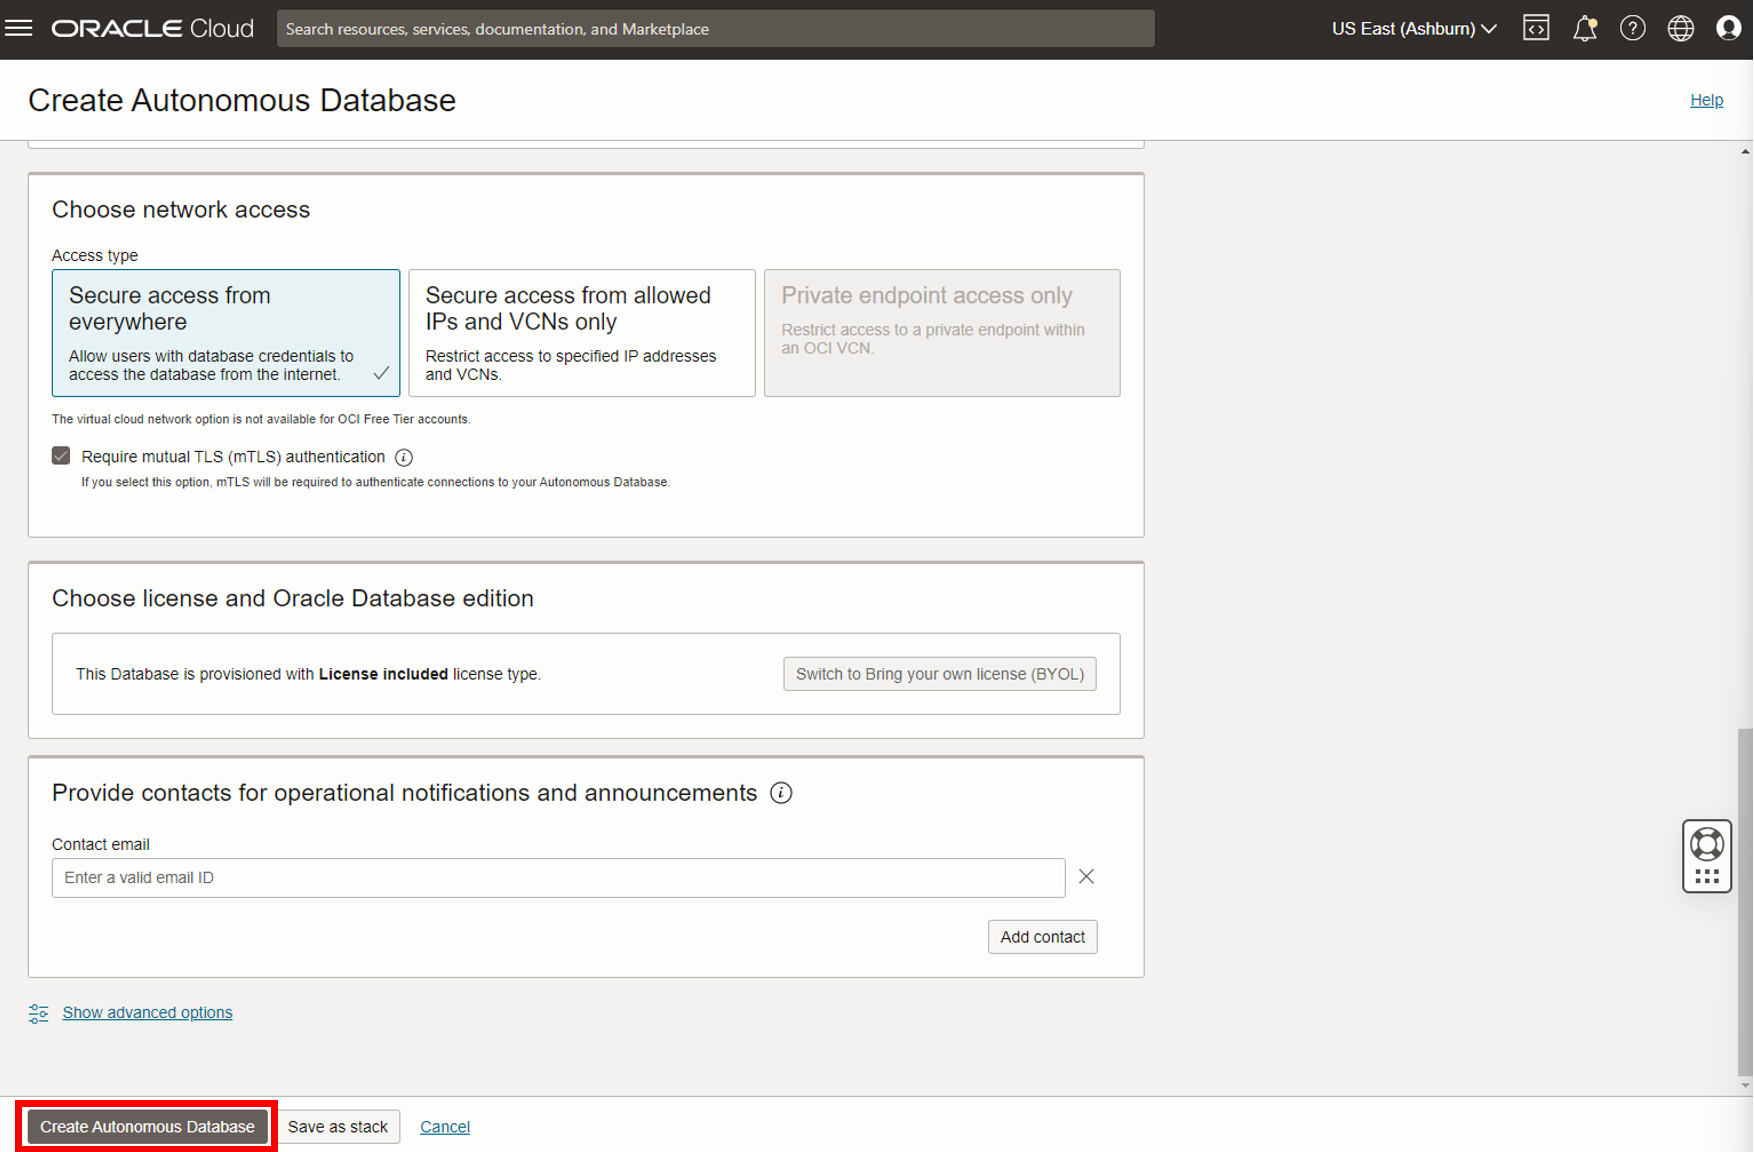 ORACLE Cloud
Search resources, services, documentation, and Marketplace
US East (Ashburn)
Create Autonomous Database
Help
Choose network access
Access type
Secure access from
everywhere
Allow users with database credentials to
access the database from the internet.
Secure access from allowed
IPs and VCNs only
Restrict access to specified IP addresses
and VCNs.
Private endpoint access only
Restrict access to a private endpoint within
an OCI VCN.
The virtual cloud network option is not available for OCI Free Tier accounts.
Require mutual TLS (mTLS) authentication
If you select this option, mTLS will be required to authenticate connections to your Autonomous Database.
Choose license and Oracle Database edition
This Database is provisioned with License included license type.
Switch to Bring your own license (BYOL)
Provide contacts for operational notifications and announcements
Contact email
Enter a valid email ID
Add contact
Show advanced options
Create Autonomous Database
Save as stack
Cancel